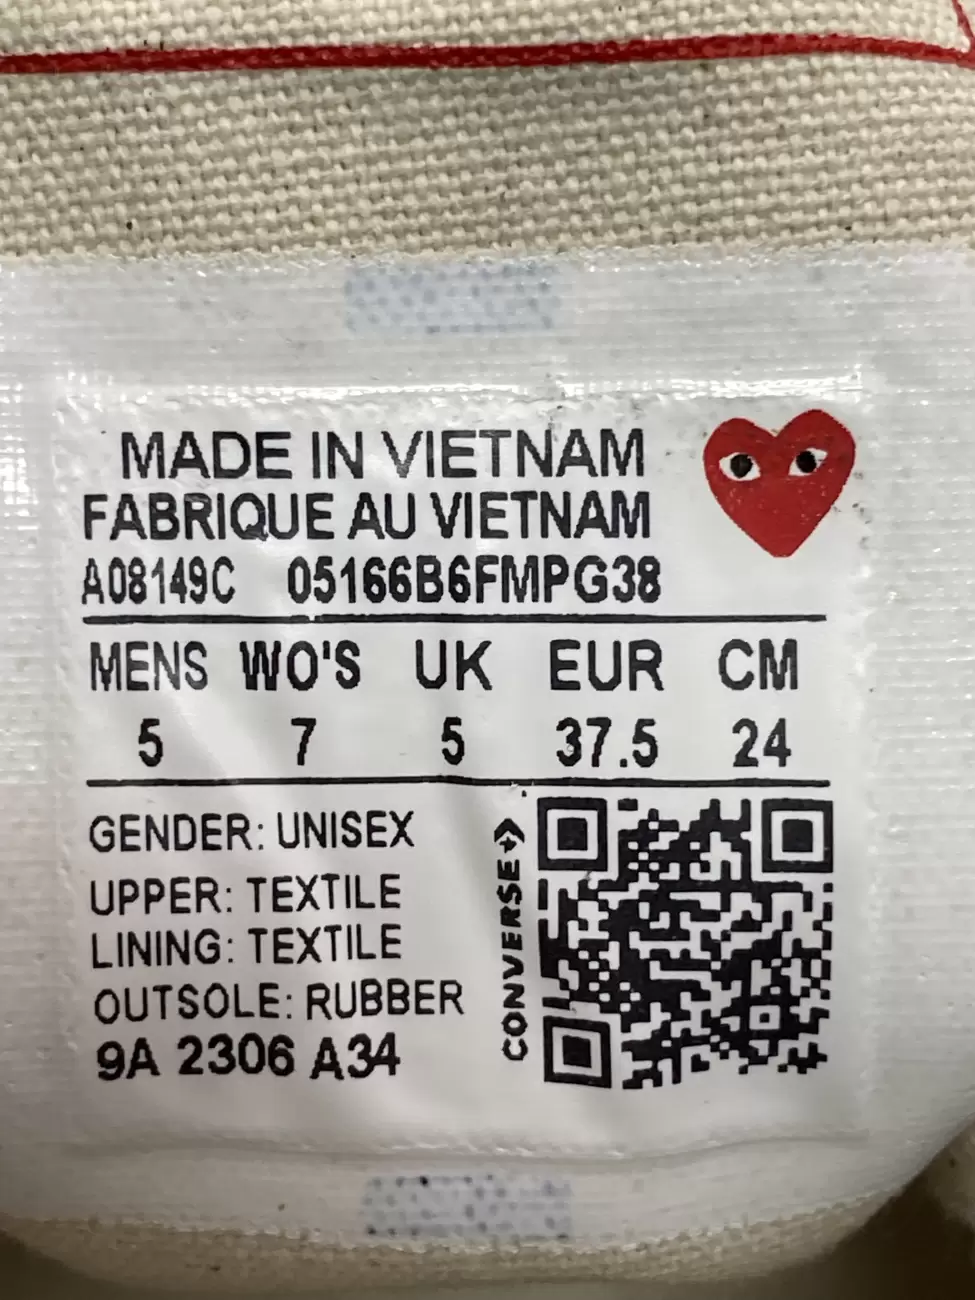 MADE IN VIETNAM
FABRIQUE AU VIETNAM
A08149C 05166B6FMPG38
MENS WO'S UK EUR CM
5 7 5 37.5 24
GENDER: UNISEX
UPPER: TEXTILE
LINING: TEXTILE
OUTSOLE: RUBBER
9A 2306 A34
CONVERSE